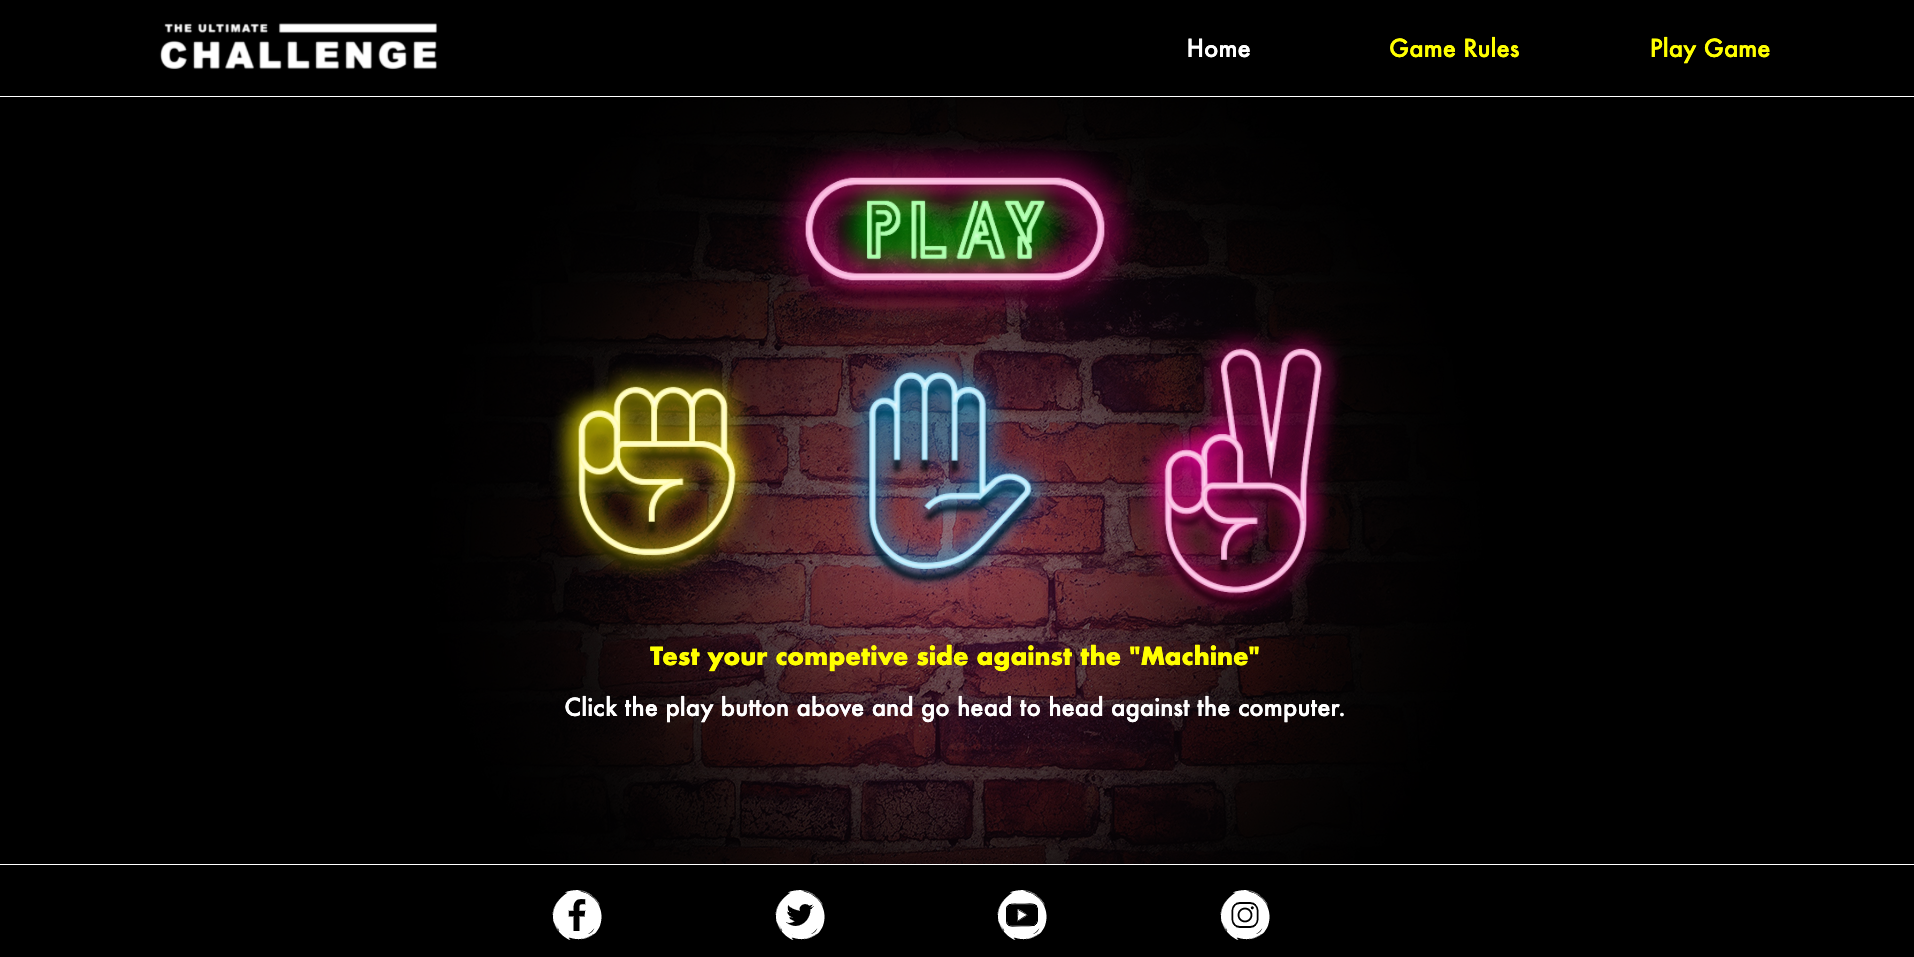 THE ULTIMATE
CHALLENGE
Home
Game Rules
Play Game
PLAY
Test your competive side against the "Machine"
Click the play button above and go head to head against the computer.